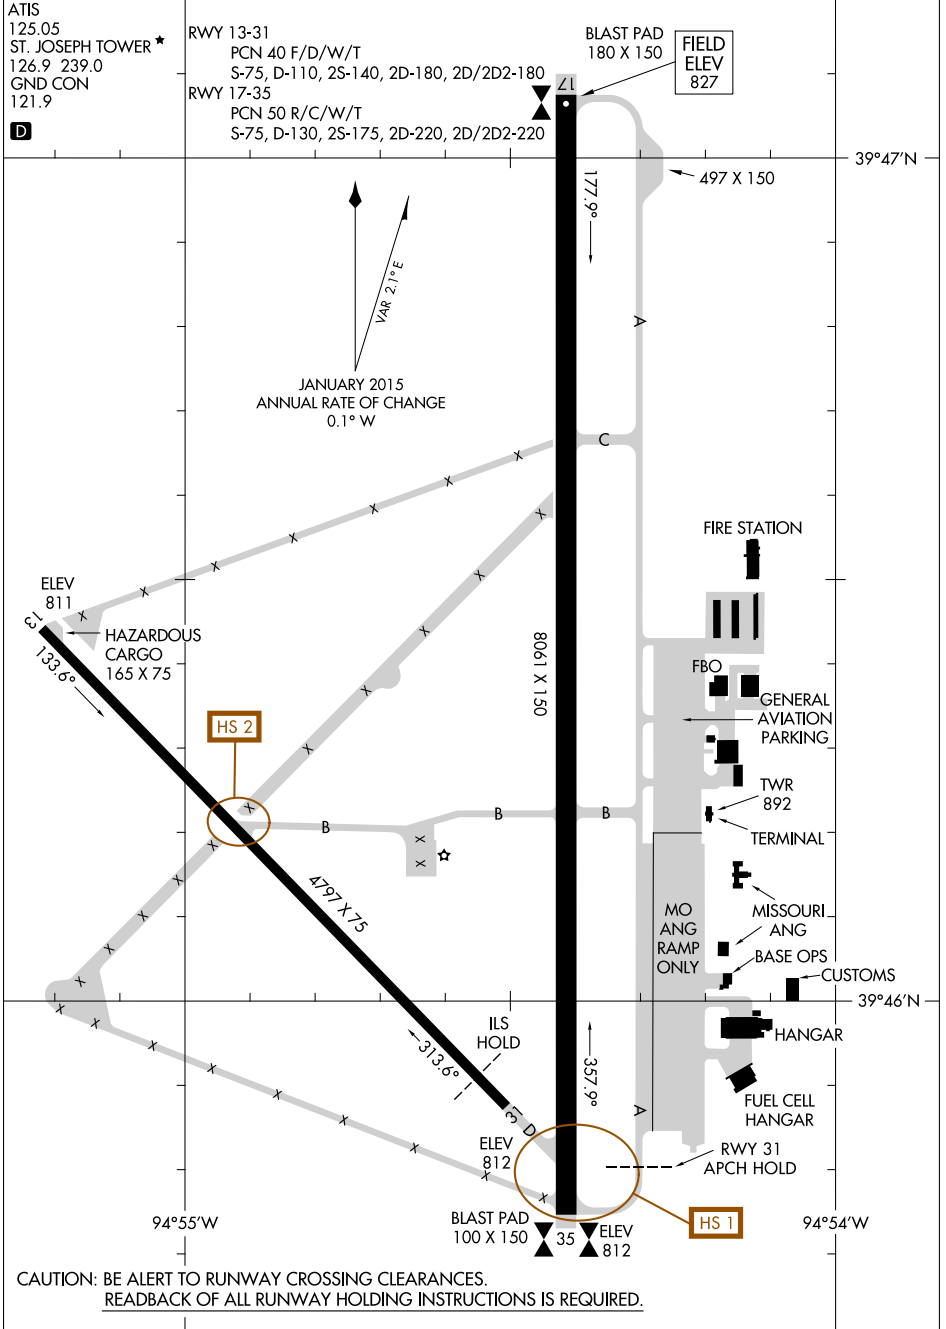 ATIS
125.05
ST. JOSEPH TOWER
126.9 239.0
GND CON
121.9
D
RWY 13-31
PCN 40 F/D/W/T
S-75, D-110, 2S-140, 2D-180, 2D/2D2-180
RWY 17-35
PCN 50 R/C/W/T
S-75, D-130, 2S-175, 2D-220, 2D/2D2-220
BLAST PAD
180 X 150
FIELD
ELEV
827
17
39°47'N
497 X 150
177.9°
VAR 2.1° E
A
JANUARY 2015
ANNUAL RATE OF CHANGE
0.1° W
C
X
X
X
X
X
X
X
X
X
X
X
X
X
X
FIRE STATION
ELEV
811
13
HAZARDOUS
CARGO
165 X 75
133.6°
8061 X 150
FBO
GENERAL
AVIATION
PARKING
HS 2
TWR
892
TERMINAL
B
B
B
X
X
X
X
X
X
X
4797 X 75
MO
ANG
RAMP
ONLY
MISSOURI
ANG
BASE OPS
CUSTOMS
39°46'N
HANGAR
ILS
HOLD
313.6°
357.9°
X
X
X
X
X
X
X
X
X
FUEL CELL
HANGAR
A
31
D
ELEV
812
RWY 31
APCH HOLD
HS 1
94°55'W
94°54'W
BLAST PAD
100 X 150
35
ELEV
812
CAUTION: BE ALERT TO RUNWAY CROSSING CLEARANCES.
READBACK OF ALL RUNWAY HOLDING INSTRUCTIONS IS REQUIRED.